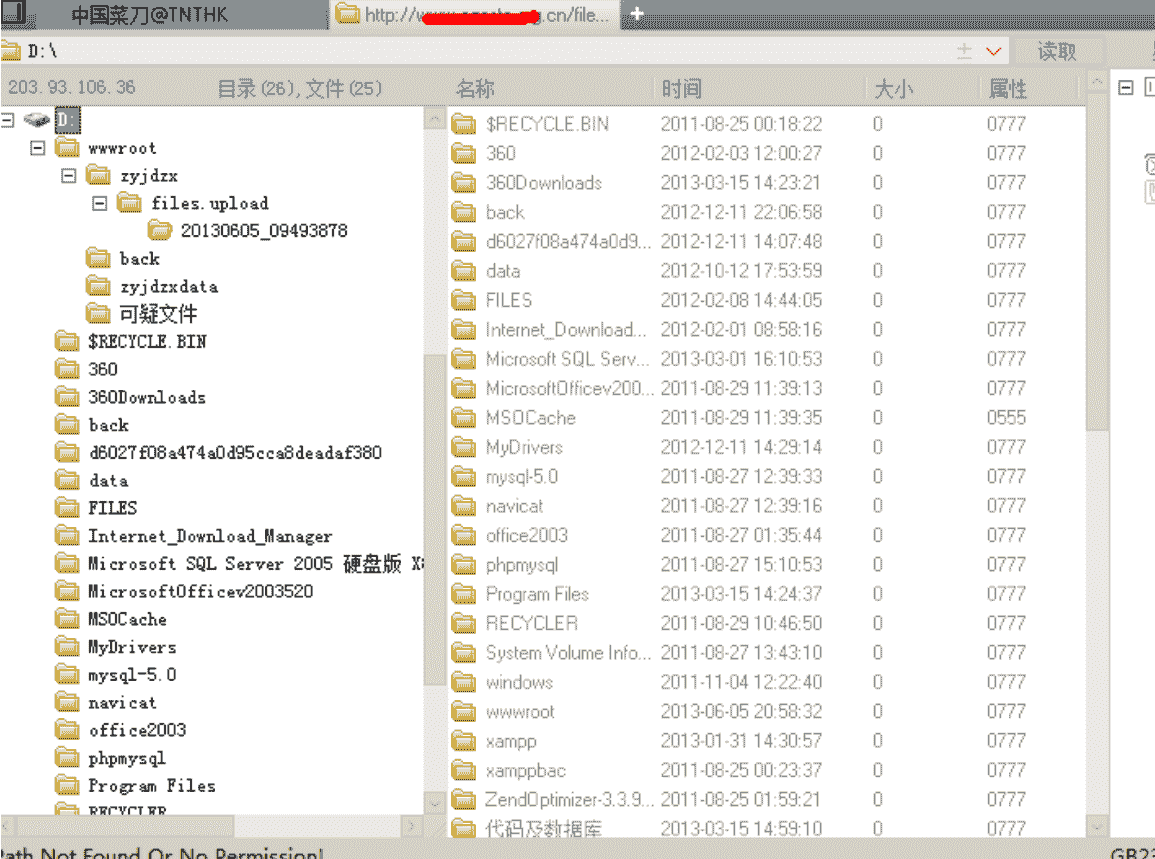 中国菜刀@TNTHK http:// .cn/file...
D:\ 读取
203.93.106.36 目录(26),文件(25) 名称 时间 大小 属性
D:
wwwroot
zyjdzx
files.upload
20130605_09493878
back
zyjdzxdata
可疑文件
$RECYCLE.BIN
360
360Downloads
back
d6027f08a474a0d95cca8deadaf380
data
FILES
Internet_Download_Manager
Microsoft SQL Server 2005 硬盘版
MicrosoftOfficev2003520
MSOCache
MyDrivers
mysql-5.0
navicat
office2003
phpmysql
Program Files
RECYCLER
$RECYCLE.BIN 2011-08-25 00:18:22 0 0777
360 2012-02-03 12:00:27 0 0777
360Downloads 2013-03-15 14:23:21 0 0777
back 2012-12-11 22:06:58 0 0777
d6027f08a474a0d9... 2012-12-11 14:07:48 0 0777
data 2012-10-12 17:53:59 0 0777
FILES 2012-02-08 14:44:05 0 0777
Internet_Download... 2012-02-01 08:58:16 0 0777
Microsoft SQL Serv... 2013-03-01 16:10:53 0 0777
MicrosoftOfficev200... 2011-08-29 11:39:13 0 0777
MSOCache 2011-08-29 11:39:35 0 0555
MyDrivers 2012-12-11 14:29:14 0 0777
mysql-5.0 2011-08-27 12:39:33 0 0777
navicat 2011-08-27 12:39:16 0 0777
office2003 2011-08-27 01:35:44 0 0777
phpmysql 2011-08-27 15:10:53 0 0777
Program Files 2013-03-15 14:24:37 0 0777
RECYCLER 2011-08-29 10:46:50 0 0777
System Volume Info... 2011-08-27 13:43:10 0 0777
windows 2011-11-04 12:22:40 0 0777
wwwroot 2013-06-05 20:58:32 0 0777
xampp 2013-01-31 14:30:57 0 0777
xamppbac 2011-08-25 00:23:37 0 0777
ZendOptimizer-3.3.9... 2011-08-25 01:59:21 0 0777
代码及数据库 2013-03-15 14:59:10 0 0777
Path Not Found Or No Permission! GB23